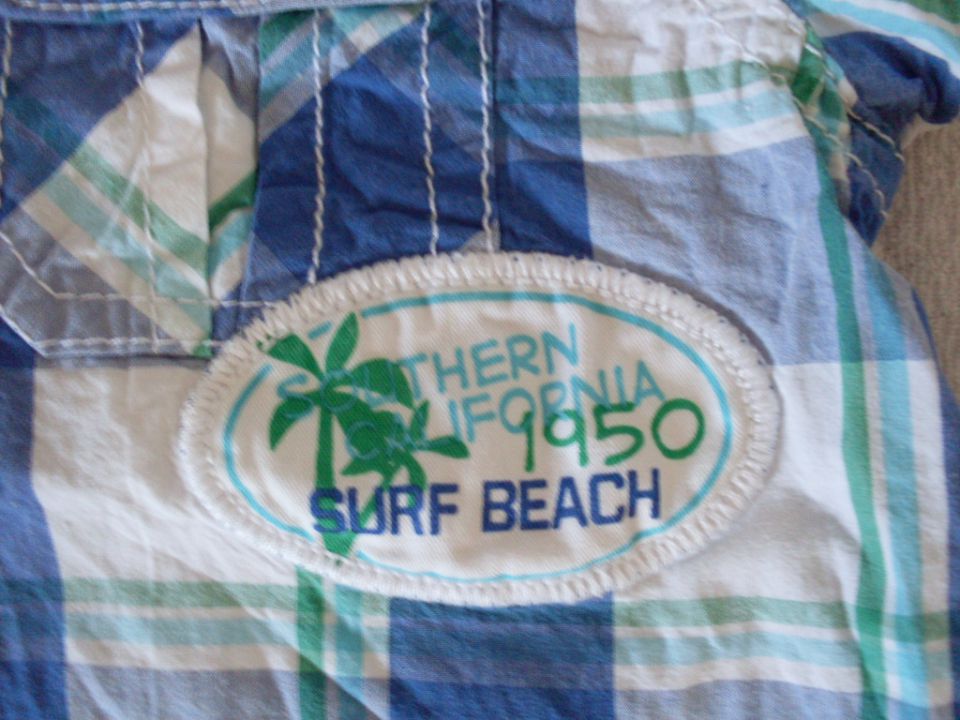 SOUTHERN
CALIFORNIA
1950
SURF BEACH